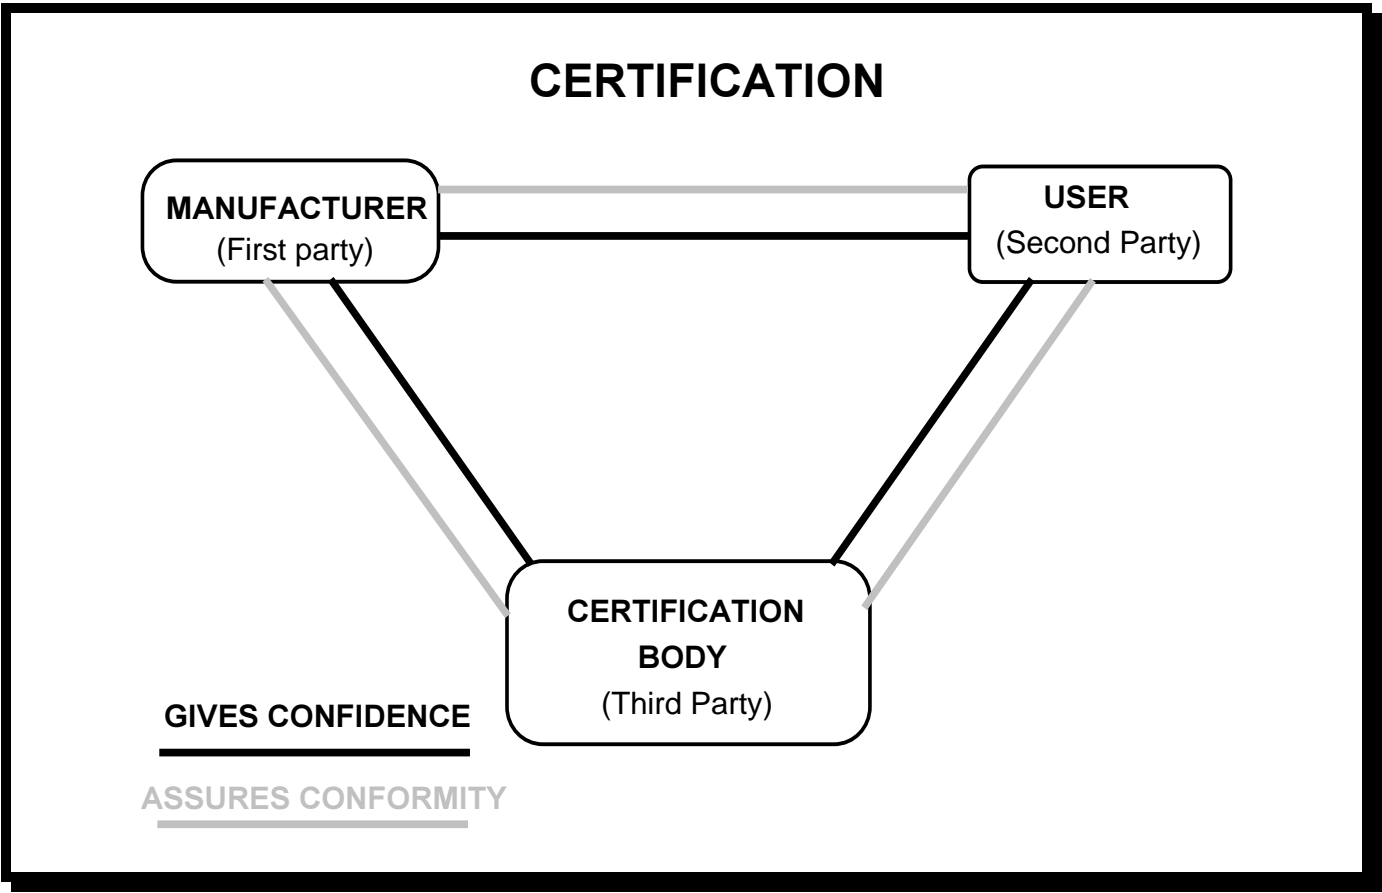 CERTIFICATION
MANUFACTURER
(First party)
USER
(Second Party)
CERTIFICATION
BODY
(Third Party)
GIVES CONFIDENCE
ASSURES CONFORMITY